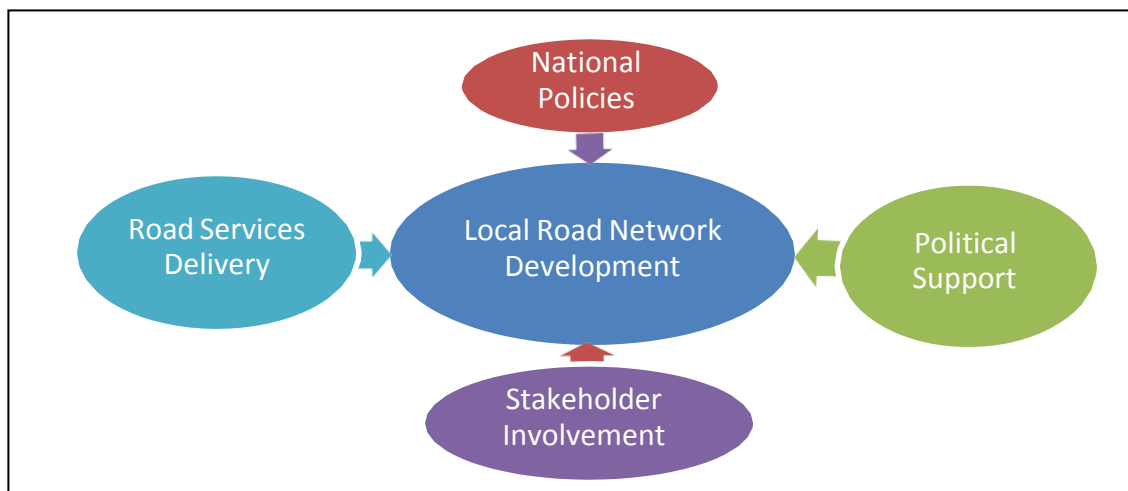 National
Policies
Road Services
Delivery
Local Road Network
Development
Political
Support
Stakeholder
Involvement